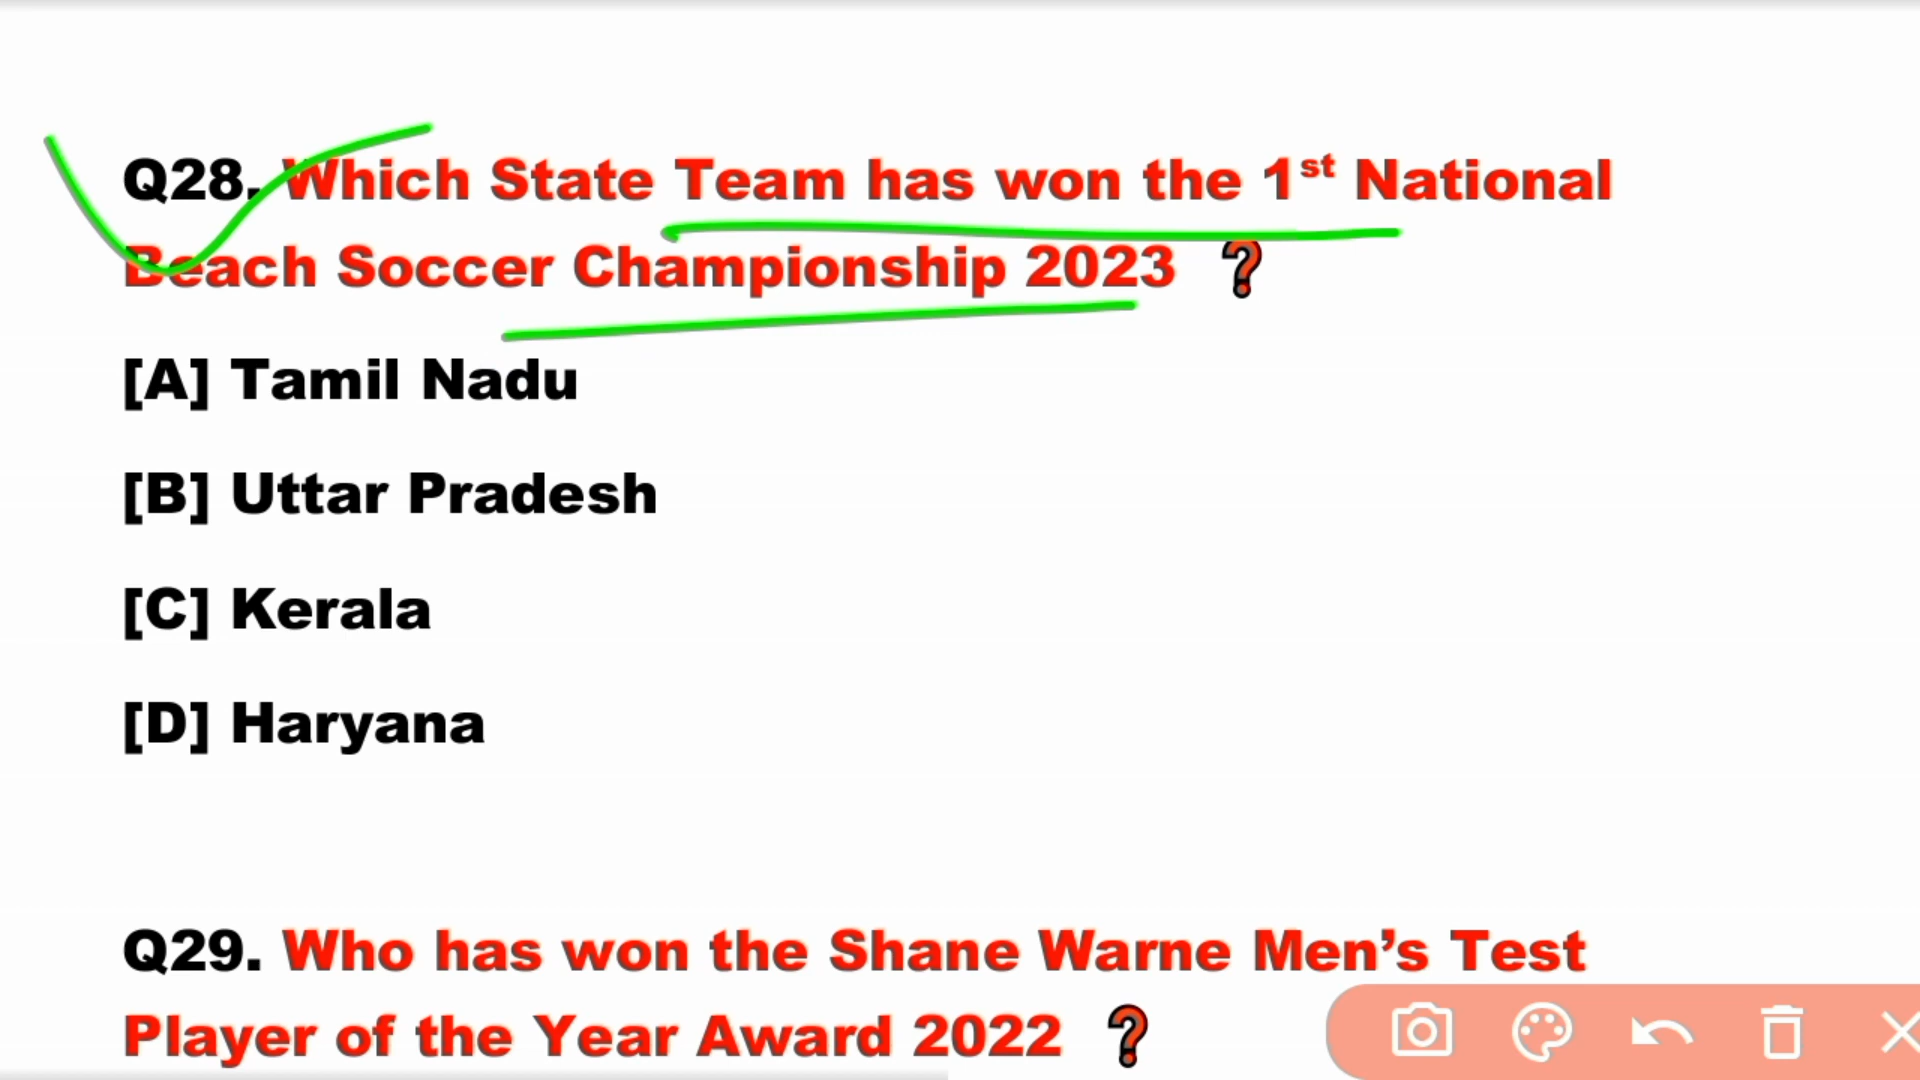 Q28. Which State Team has won the 1st National
Beach Soccer Championship 2023 ❓
[A] Tamil Nadu
[B] Uttar Pradesh
[C] Kerala
[D] Haryana
Q29. Who has won the Shane Warne Men’s Test
Player of the Year Award 2022 ❓